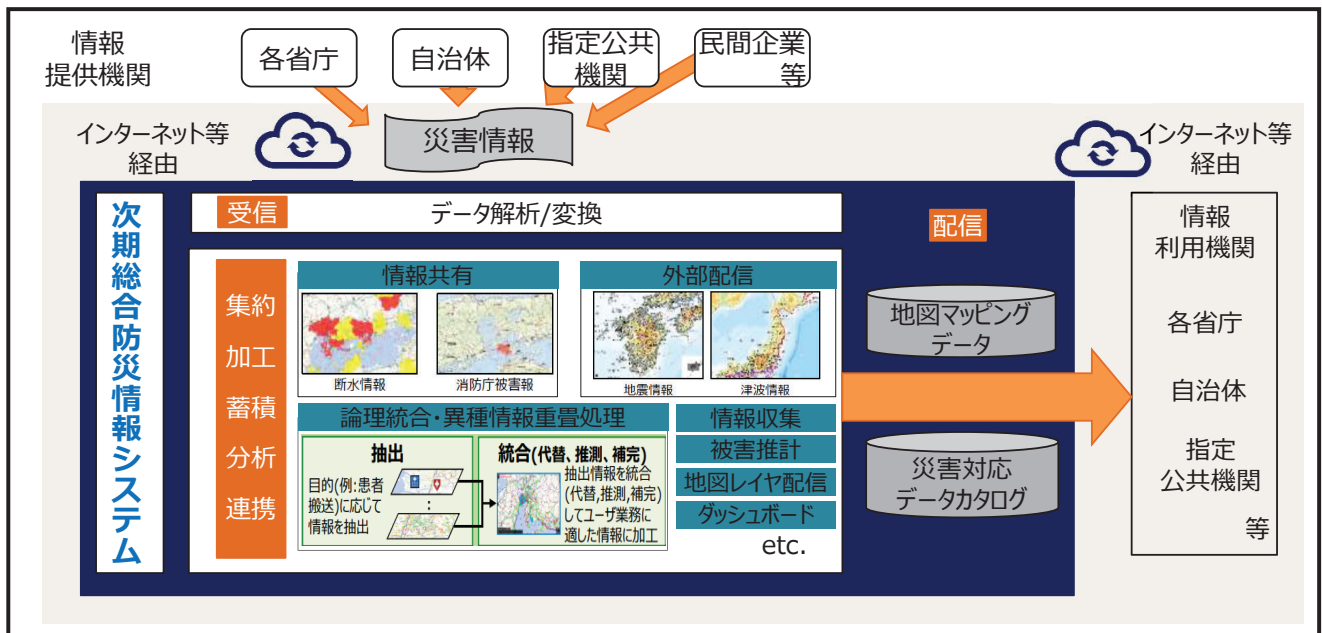 情報
提供機関
各省庁
自治体
指定公共
機関
民間企業
等
災害情報
インターネット等
経由
インターネット等
経由
次期総合防災情報システム
受信
データ解析/変換
配信
集約
加工
蓄積
分析
連携
情報共有
断水情報
消防庁被害報
外部配信
地震情報
津波情報
論理統合・異種情報重畳処理
抽出
目的(例:患者
搬送)に応じて
情報を抽出
:
統合(代替、推測、補完)
抽出情報を統合
(代替,推測,補完)
してユーザ業務に
適した情報に加工
情報収集
被害推計
地図レイヤ配信
ダッシュボード
etc.
地図マッピング
データ
災害対応
データカタログ
情報
利用機関
各省庁
自治体
指定
公共機関
等